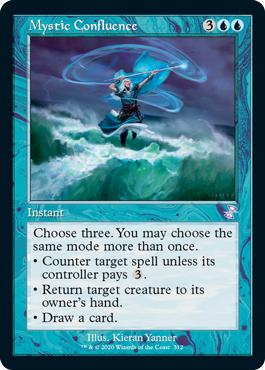 Mystic Confluence 3
Instant
Choose three. You may choose the
same mode more than once.
• Counter target spell unless its
controller pays 3.
• Return target creature to its
owner's hand.
• Draw a card.
Illus. Kieran Yanner
™ & © 2020 Wizards of the Coast 312